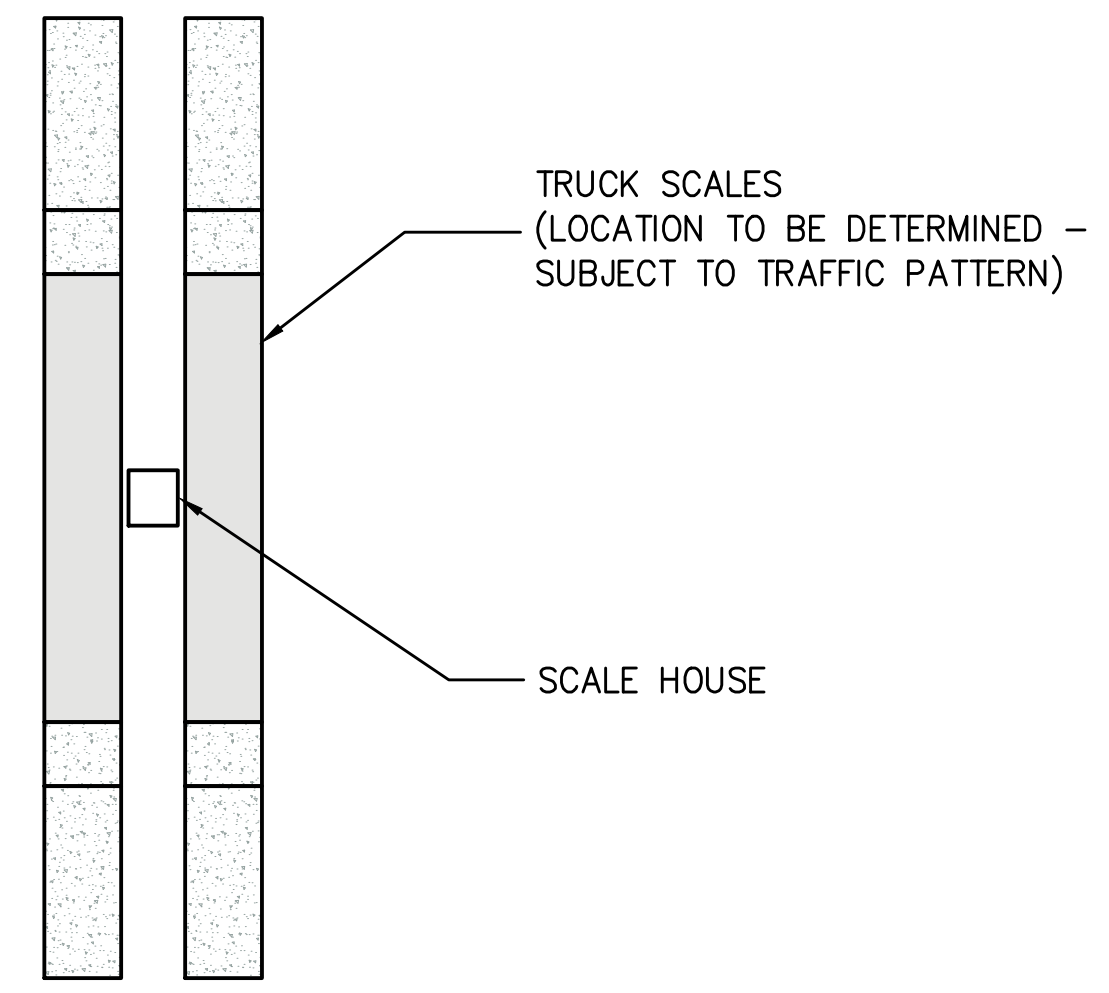 TRUCK SCALES
(LOCATION TO BE DETERMINED –
SUBJECT TO TRAFFIC PATTERN)
SCALE HOUSE